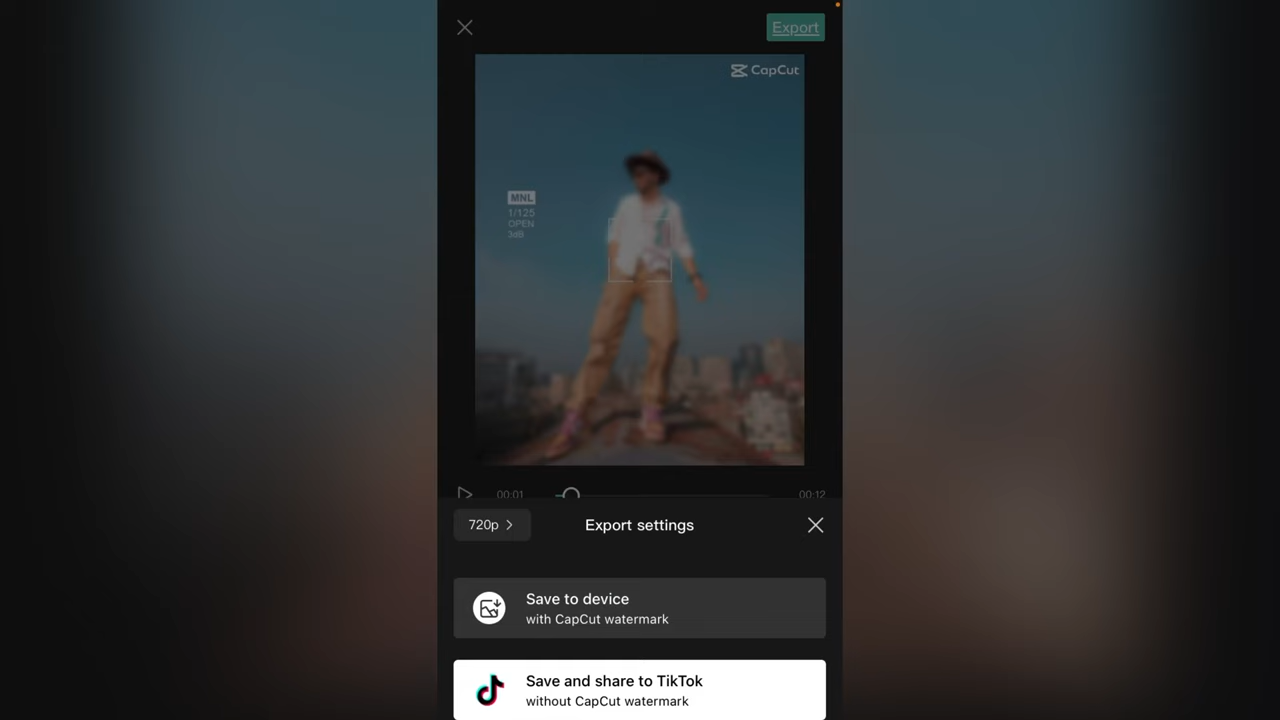 Export
CapCut
MNL
1/125
OPEN
3dB
00:01
00:12
720p
Export settings
Save to device
with CapCut watermark
Save and share to TikTok
without CapCut watermark